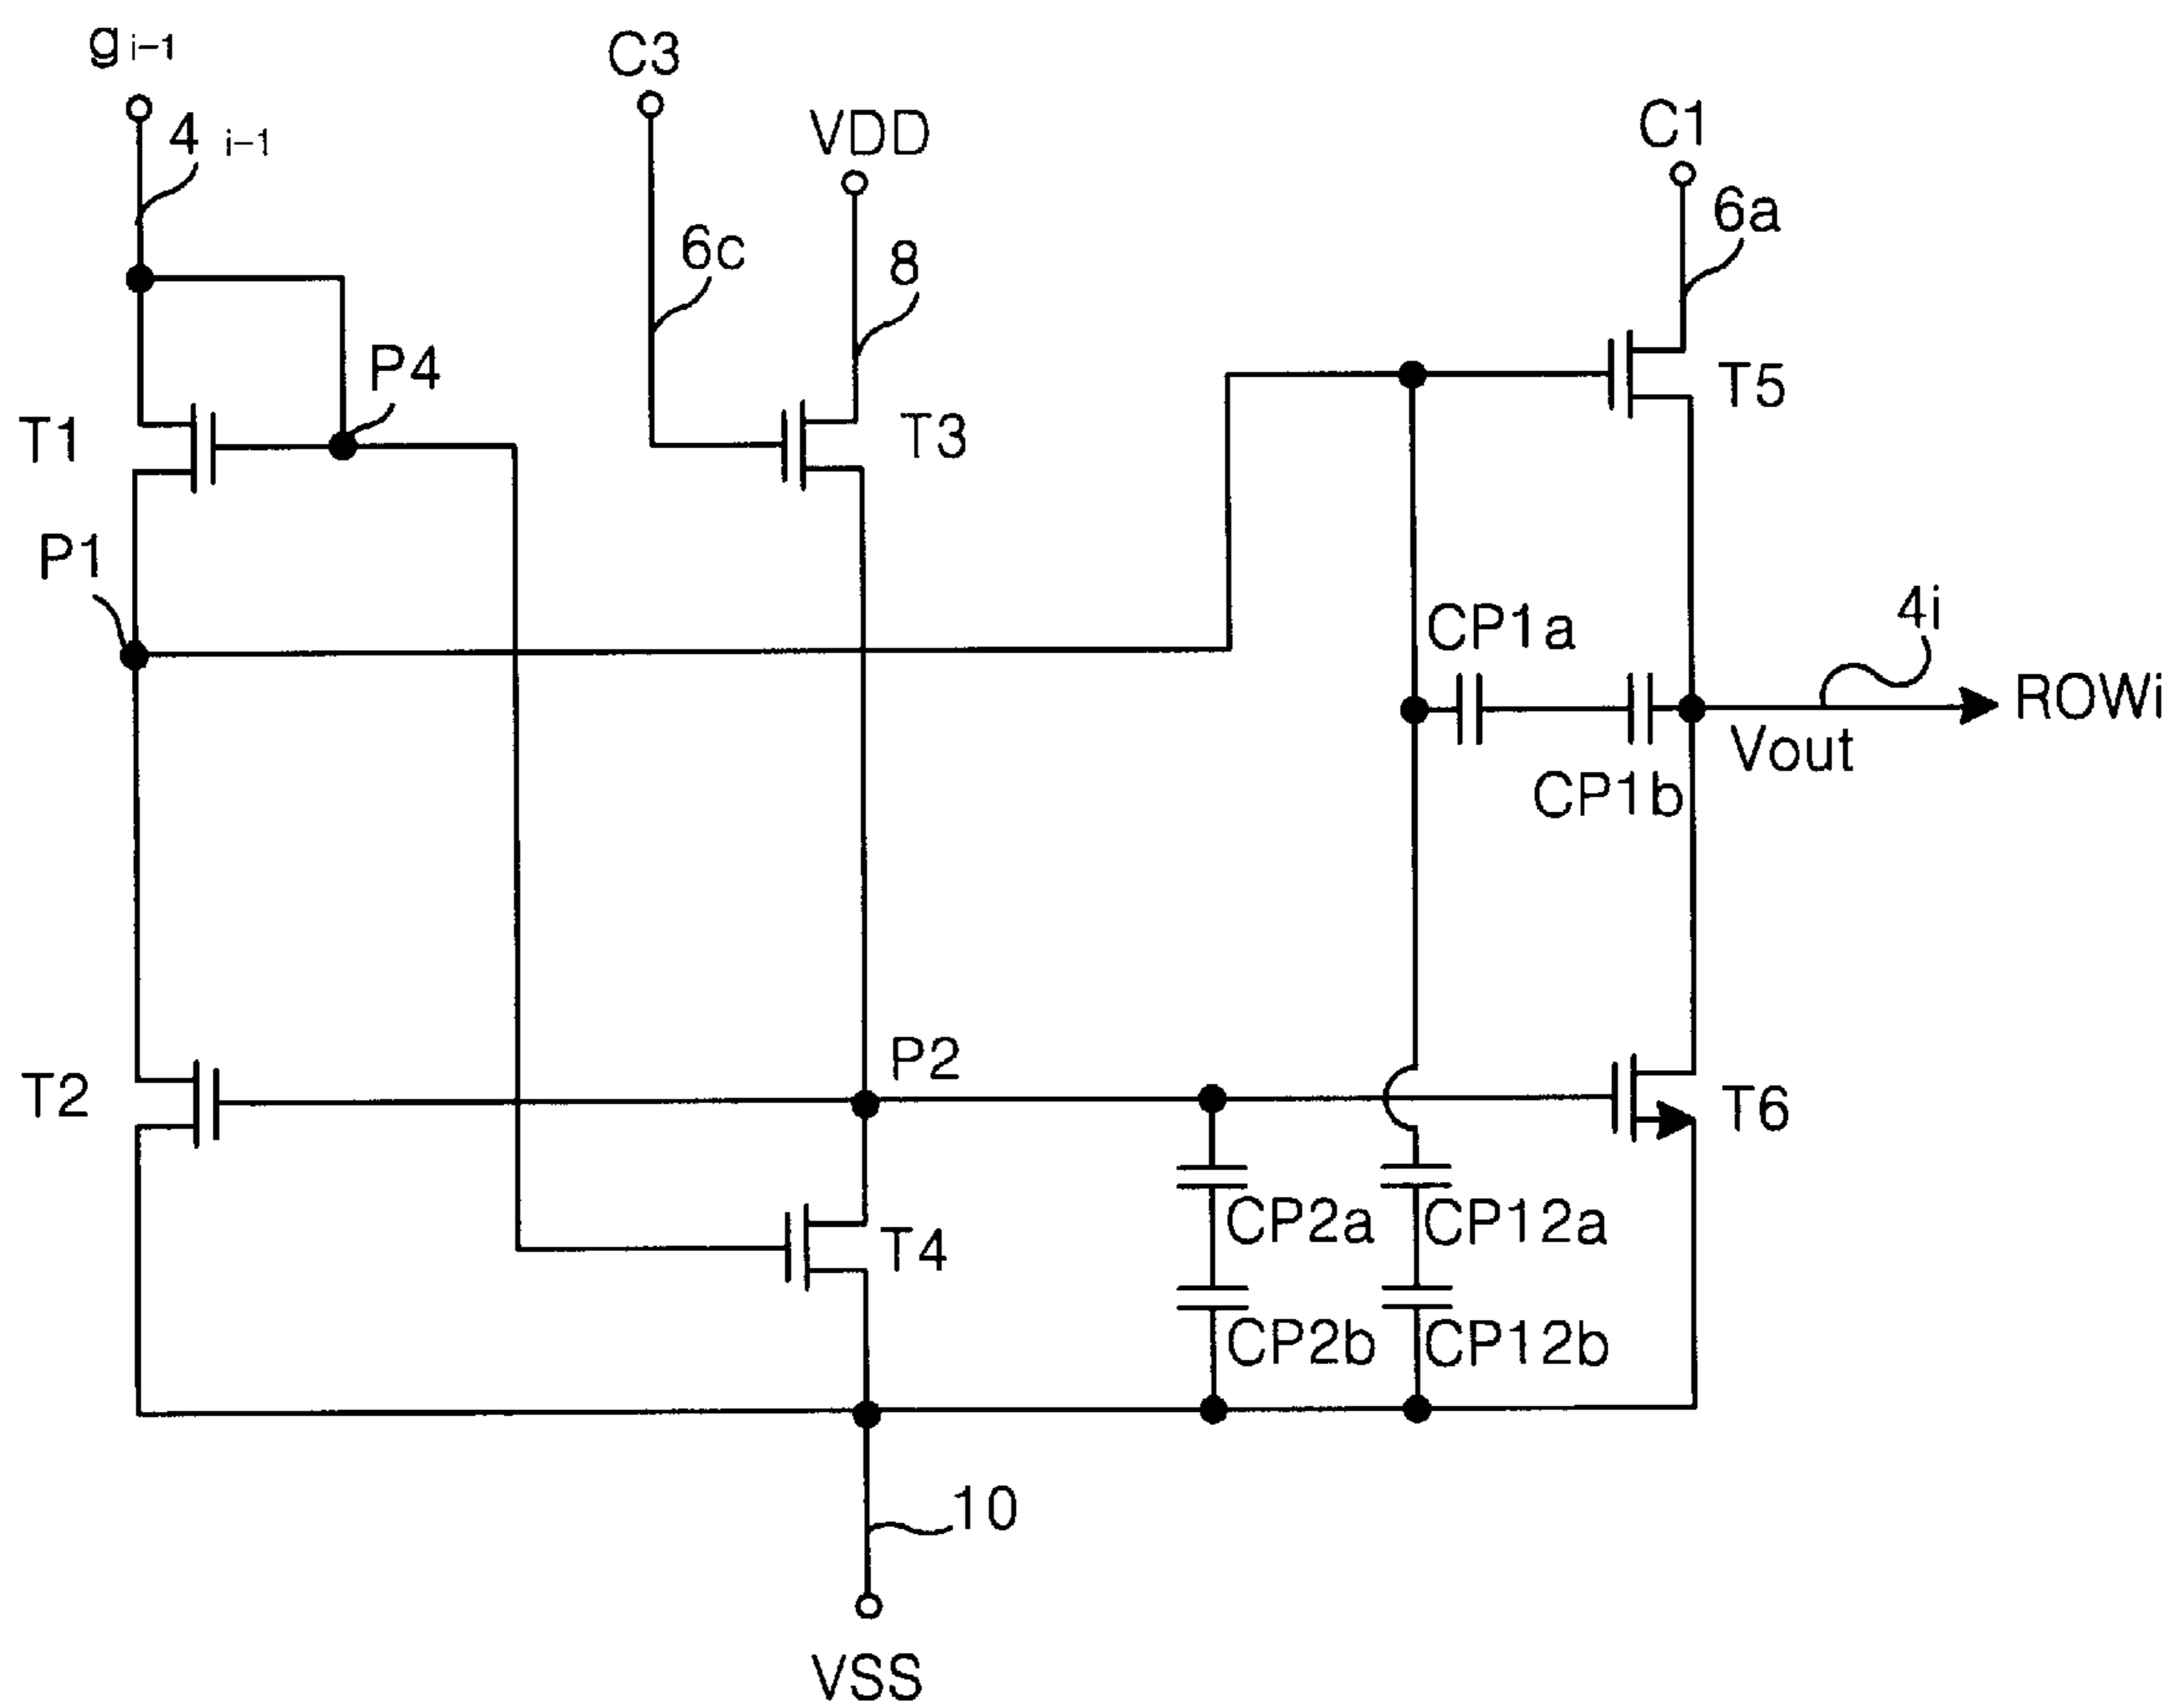 gi-1
C3
VDD
C1
4 i-1
6a
6c
8
P4
T5
T1
T3
P1
4i
CP1a
ROWi
Vout
CP1b
P2
T2
T6
CP2a
CP12a
T4
CP2b
CP12b
10
VSS